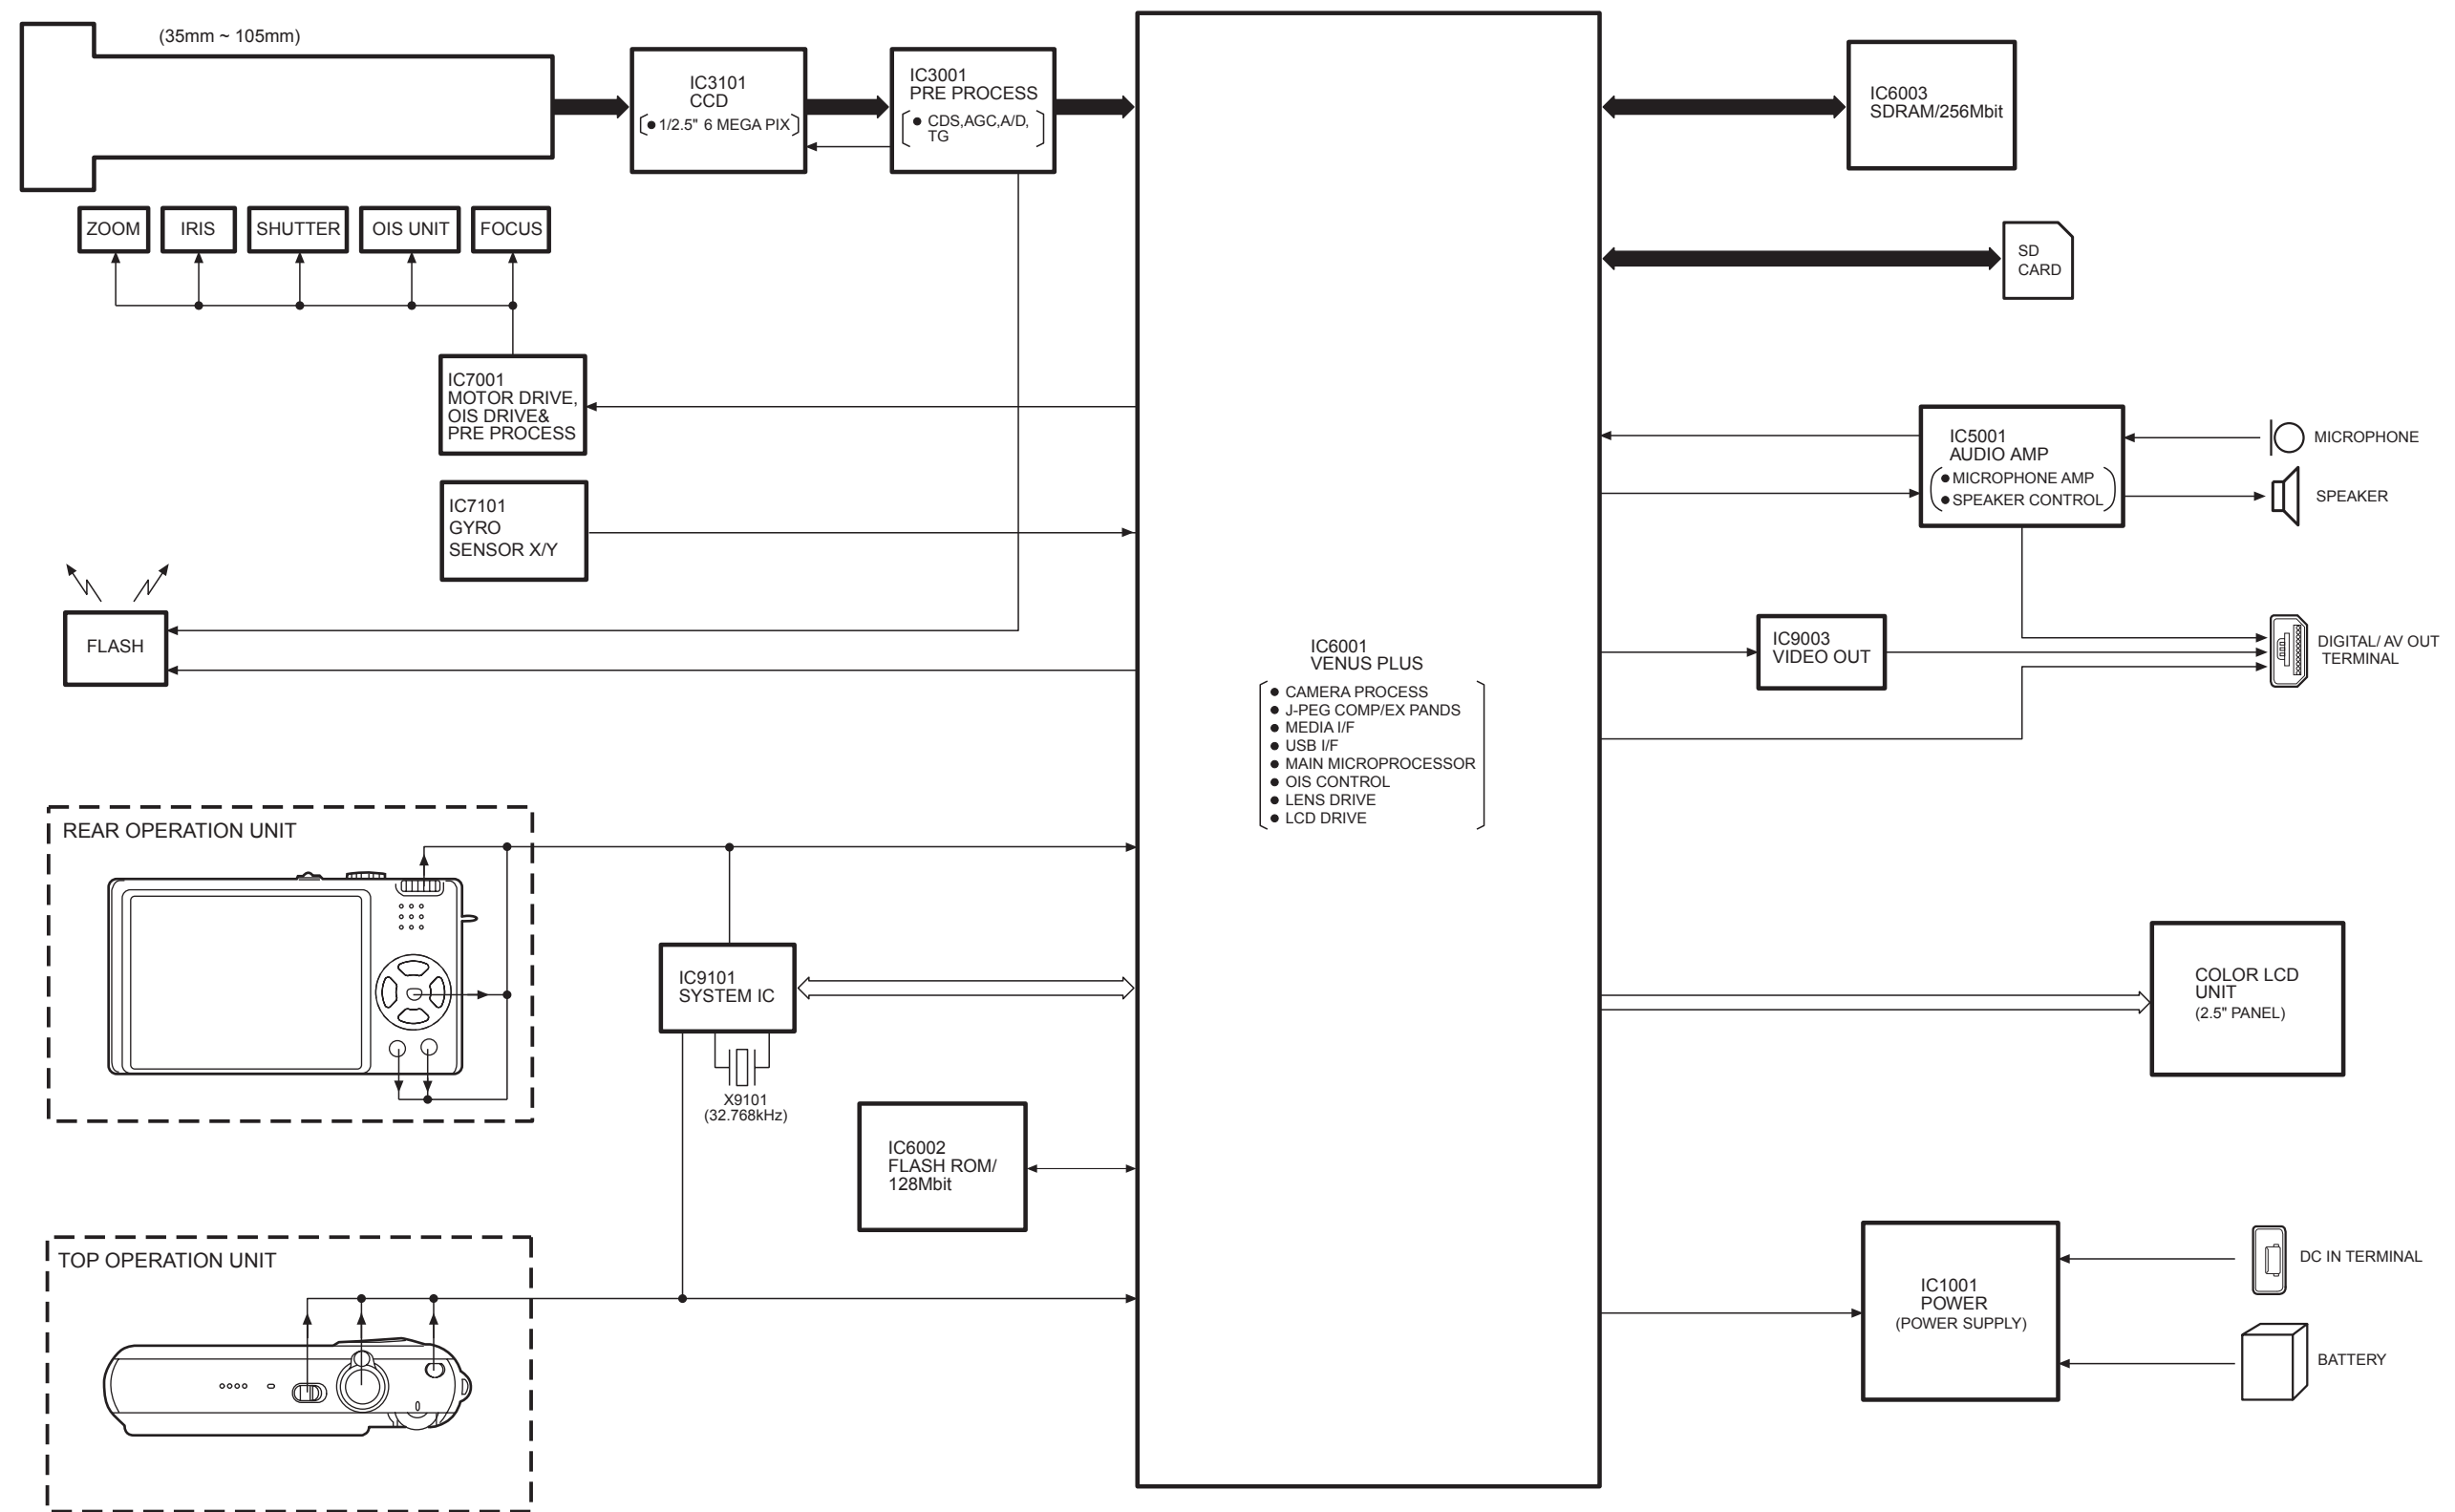 (35mm ~ 105mm)
IC3101
CCD
● 1/2.5" 6 MEGA PIX
IC3001
PRE PROCESS
● CDS,AGC,A/D,
TG
IC6003
SDRAM/256Mbit
ZOOM
IRIS
SHUTTER
OIS UNIT
FOCUS
SD
CARD
IC7001
MOTOR DRIVE,
OIS DRIVE&
PRE PROCESS
IC5001
AUDIO AMP
● MICROPHONE AMP
● SPEAKER CONTROL
MICROPHONE
SPEAKER
IC7101
GYRO
SENSOR X/Y
FLASH
IC6001
VENUS PLUS
● CAMERA PROCESS
● J-PEG COMP/EX PANDS
● MEDIA I/F
● USB I/F
● MAIN MICROPROCESSOR
● OIS CONTROL
● LENS DRIVE
● LCD DRIVE
IC9003
VIDEO OUT
DIGITAL/ AV OUT
TERMINAL
REAR OPERATION UNIT
IC9101
SYSTEM IC
X9101
(32.768kHz)
COLOR LCD
UNIT
(2.5" PANEL)
IC6002
FLASH ROM/
128Mbit
TOP OPERATION UNIT
IC1001
POWER
(POWER SUPPLY)
DC IN TERMINAL
BATTERY